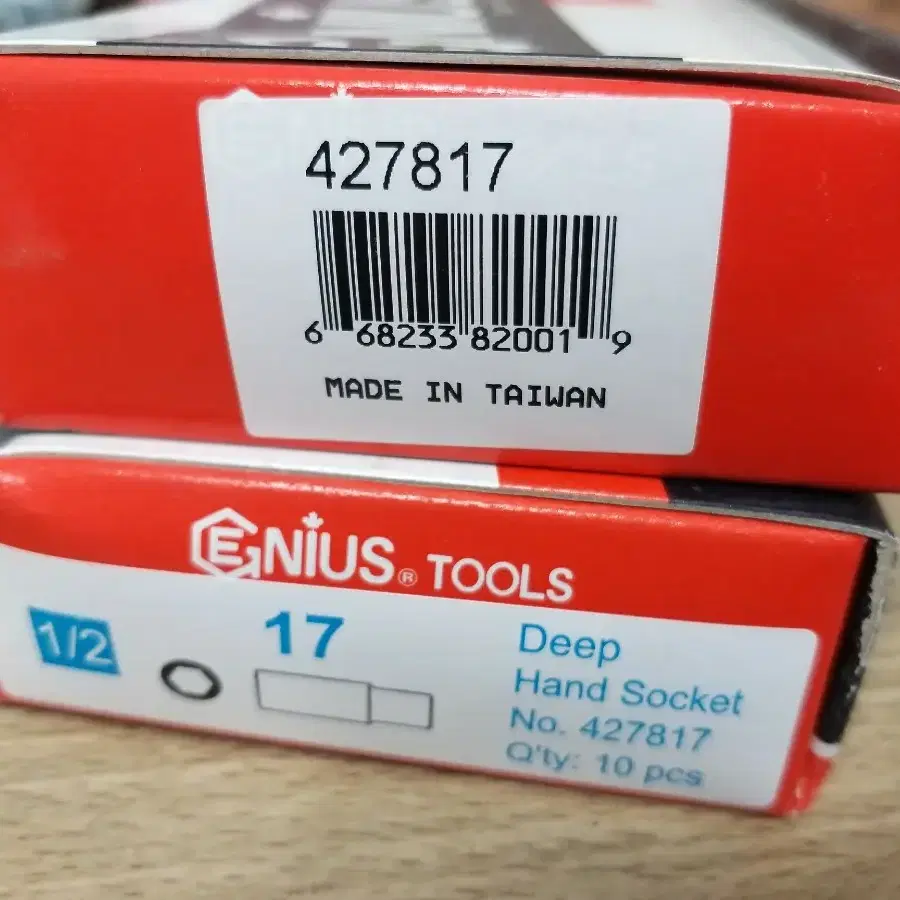 427817
6 68233 82001 9
MADE IN TAIWAN
GENIUS® TOOLS
1/2
17
Deep
Hand Socket
No. 427817
Q'ty: 10 pcs